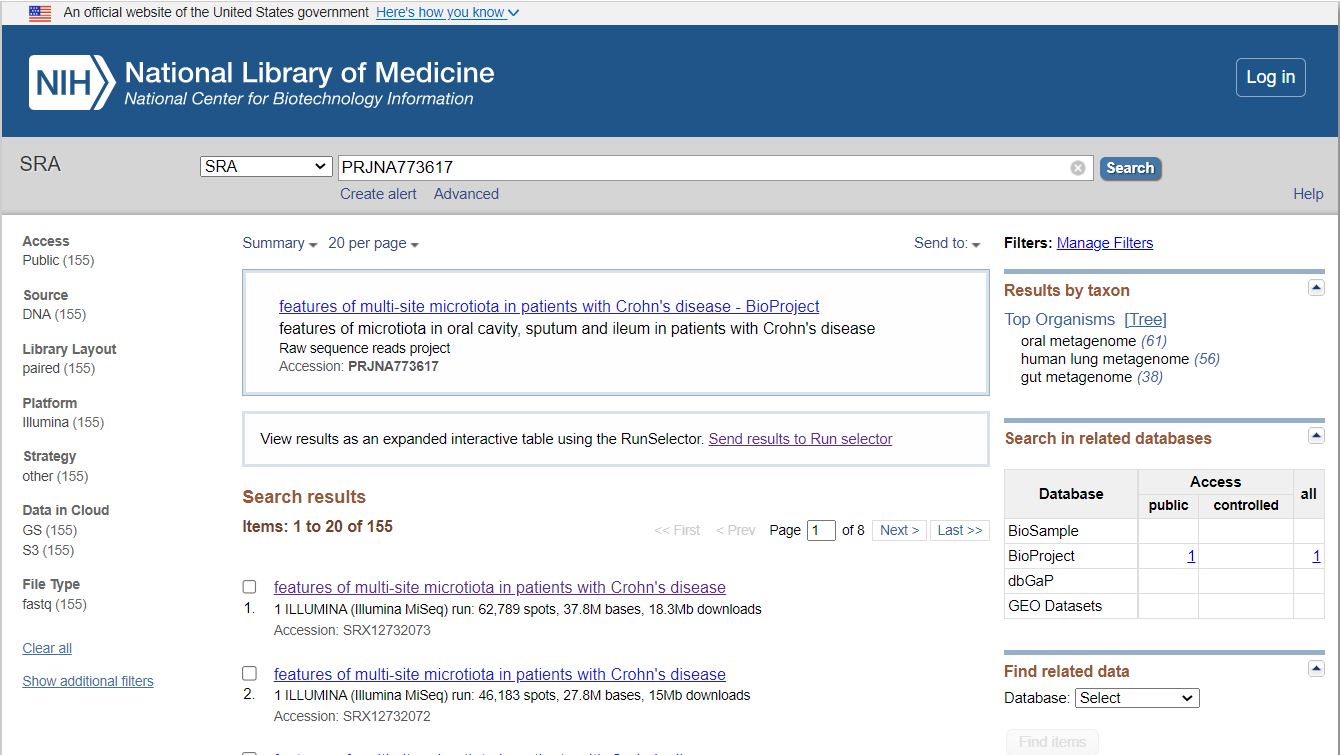 An official website of the United States government Here's how you know
NIH National Library of Medicine
National Center for Biotechnology Information
Log in
SRA SRA PRJNA773617 Search
Create alert Advanced Help
Access
Public (155)
Source
DNA (155)
Library Layout
paired (155)
Platform
Illumina (155)
Strategy
other (155)
Data in Cloud
GS (155)
S3 (155)
File Type
fastq (155)
Clear all
Show additional filters
Summary 20 per page Send to:
features of multi-site microtiota in patients with Crohn's disease - BioProject
features of microtiota in oral cavity, sputum and ileum in patients with Crohn's disease
Raw sequence reads project
Accession: PRJNA773617
View results as an expanded interactive table using the RunSelector. Send results to Run selector
Search results
Items: 1 to 20 of 155
<< First < Prev Page 1 of 8 Next > Last >>
features of multi-site microtiota in patients with Crohn's disease
1. 1 ILLUMINA (Illumina MiSeq) run: 62,789 spots, 37.8M bases, 18.3Mb downloads
Accession: SRX12732073
features of multi-site microtiota in patients with Crohn's disease
2. 1 ILLUMINA (Illumina MiSeq) run: 46,183 spots, 27.8M bases, 15Mb downloads
Accession: SRX12732072
Filters: Manage Filters
Results by taxon
Top Organisms [Tree]
oral metagenome (61)
human lung metagenome (56)
gut metagenome (38)
Search in related databases
Database Access all
public controlled
BioSample
BioProject 1 1
dbGaP
GEO Datasets
Find related data
Database: Select
Find items